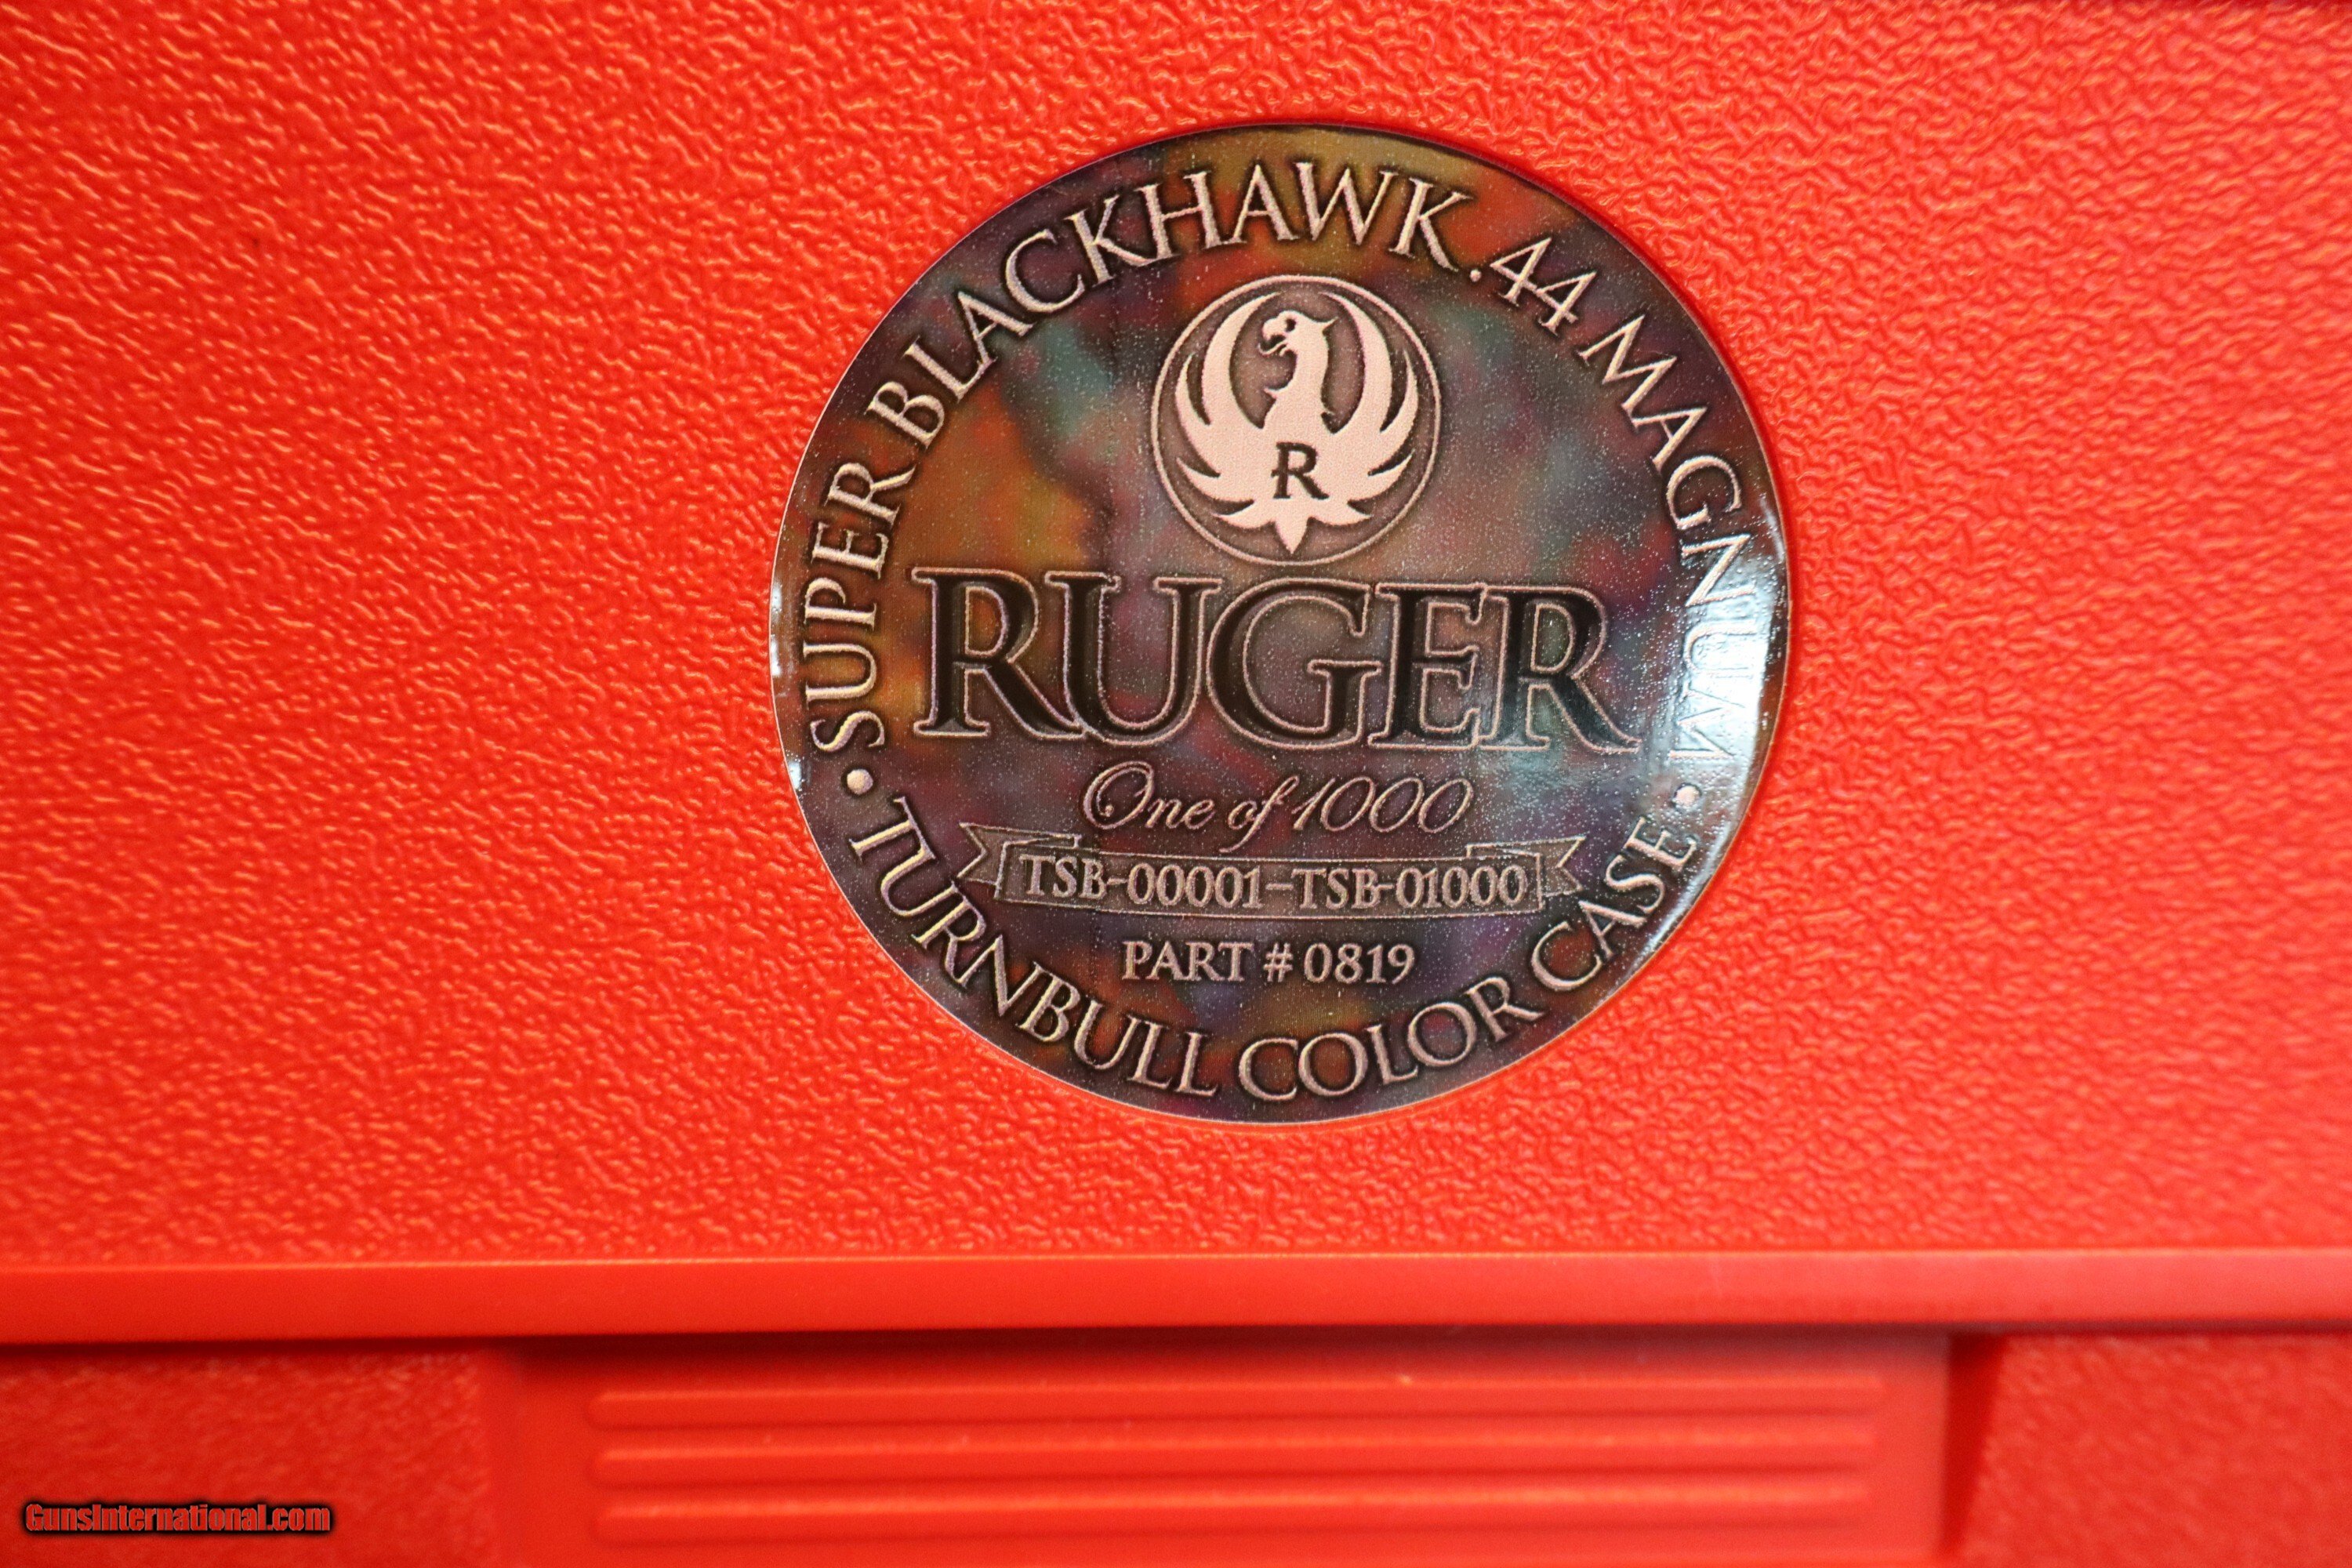 SUPER BLACKHAWK .44 MAGNUM
R
RUGER
One of 1000
TSB-00001-TSB-01000
PART # 0819
• TURNBULL COLOR CASE •
GunsInternational.com